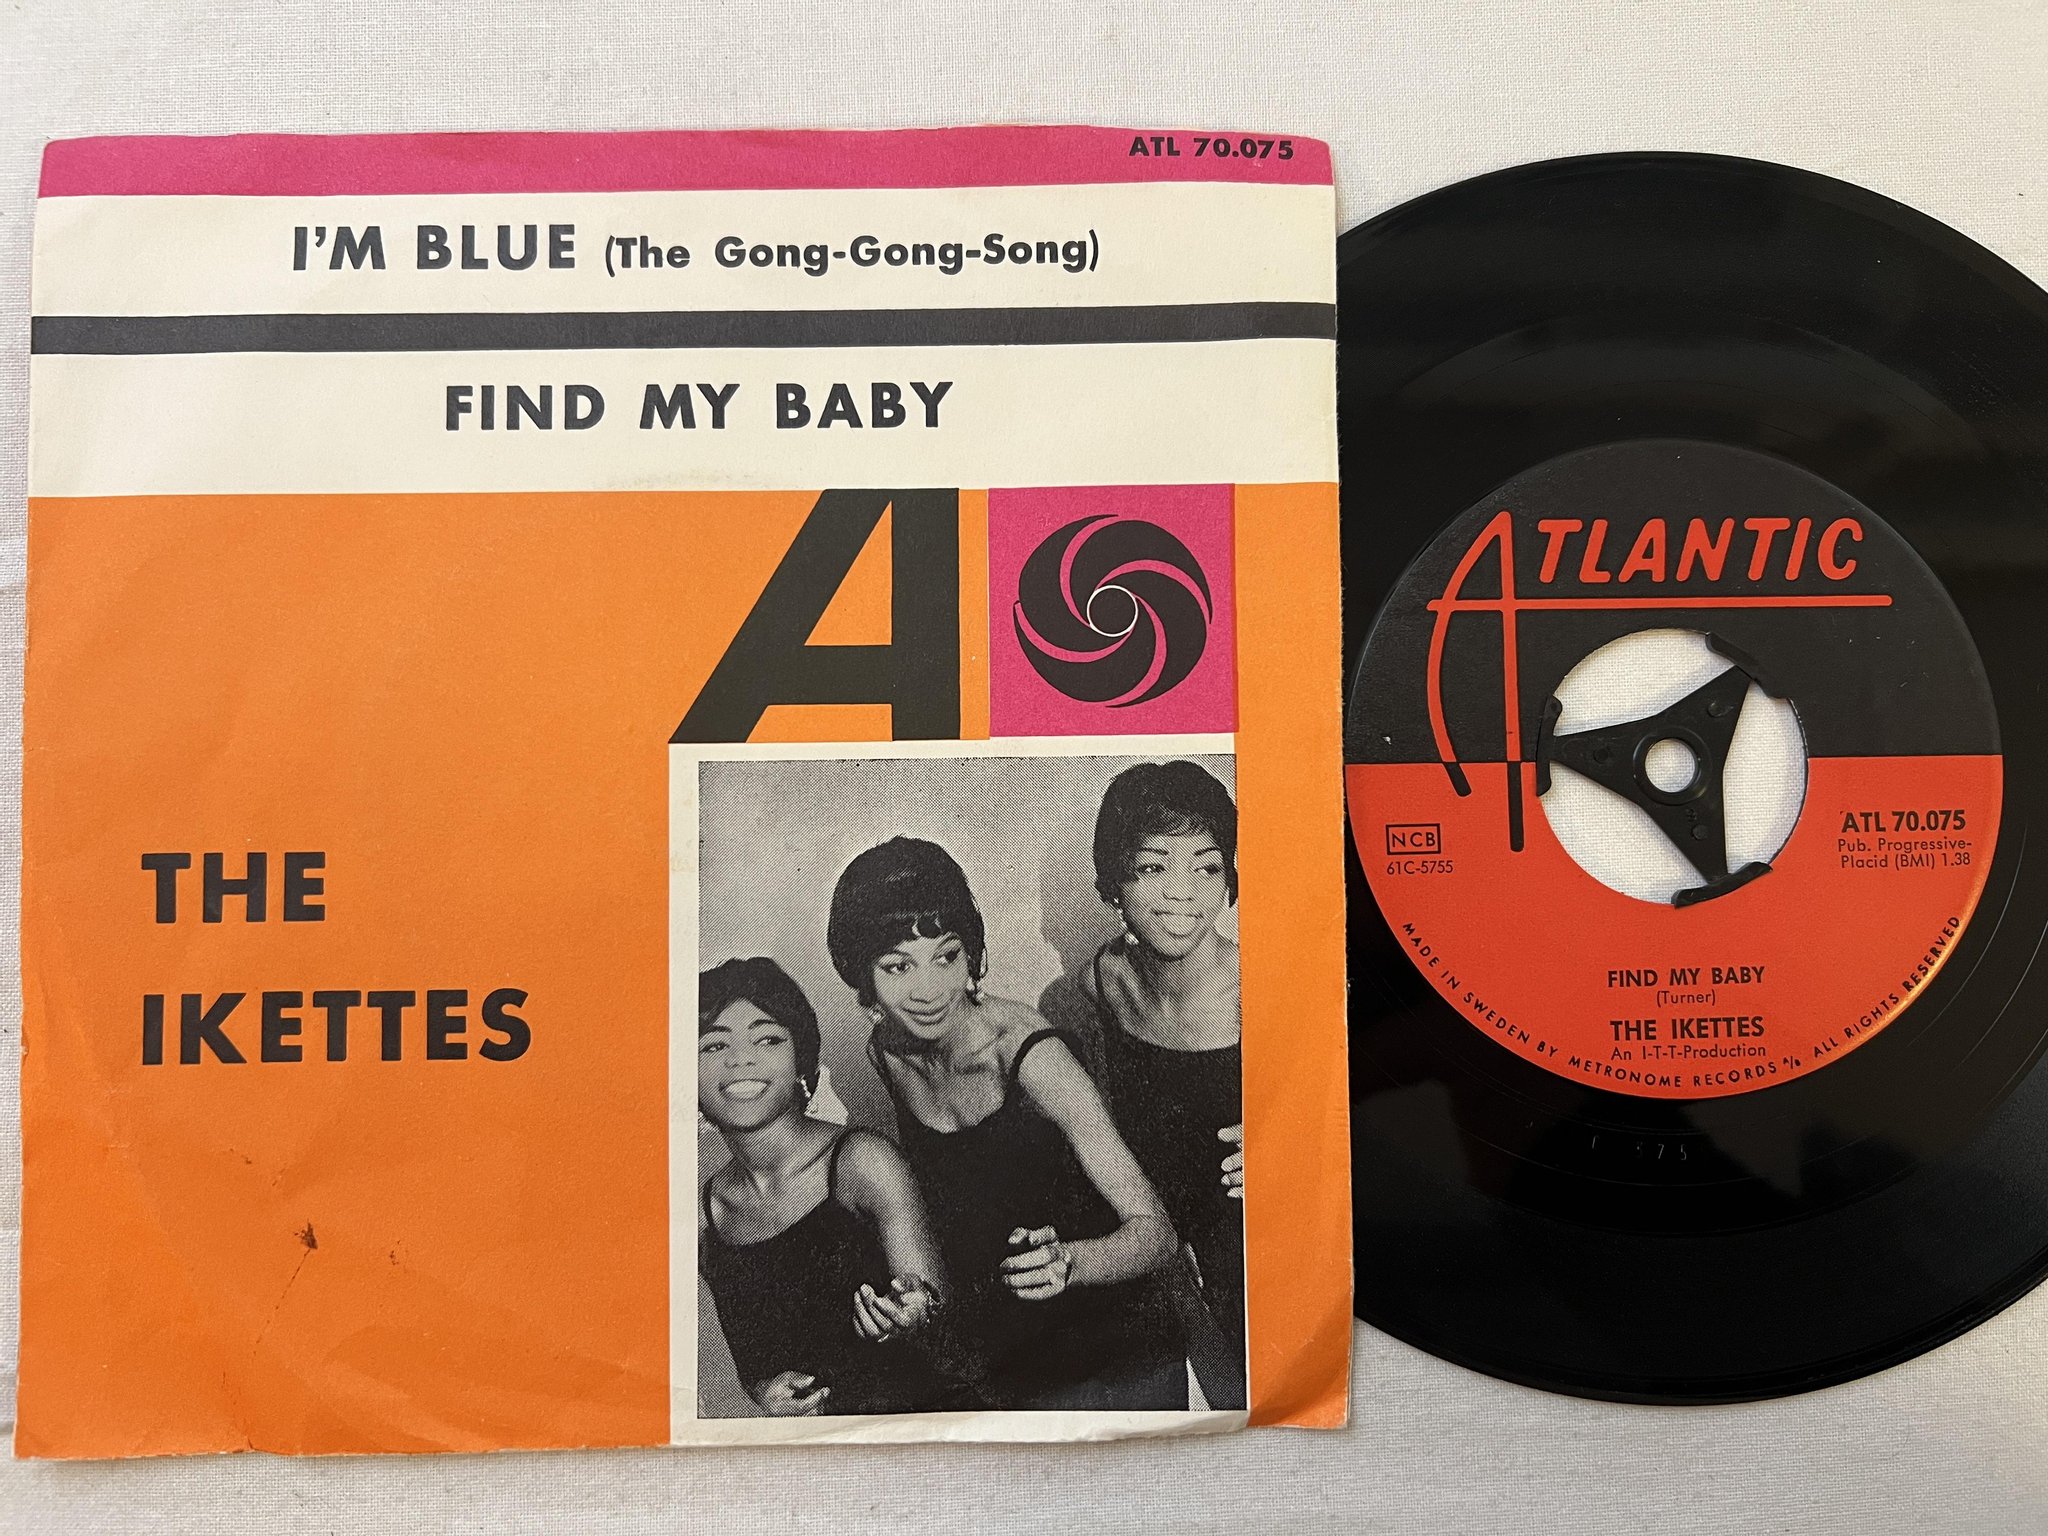 ATL 70.075
I'M BLUE (The Gong-Gong-Song)
FIND MY BABY
A
THE
IKETTES
ATLANTIC
NCB
61C-5755
ATL 70.075
Pub. Progressive-
Placid (BMI) 1.38
FIND MY BABY
(Turner)
THE IKETTES
An I-T-T-Production
MADE IN SWEDEN BY METRONOME RECORDS A/B ALL RIGHTS RESERVED